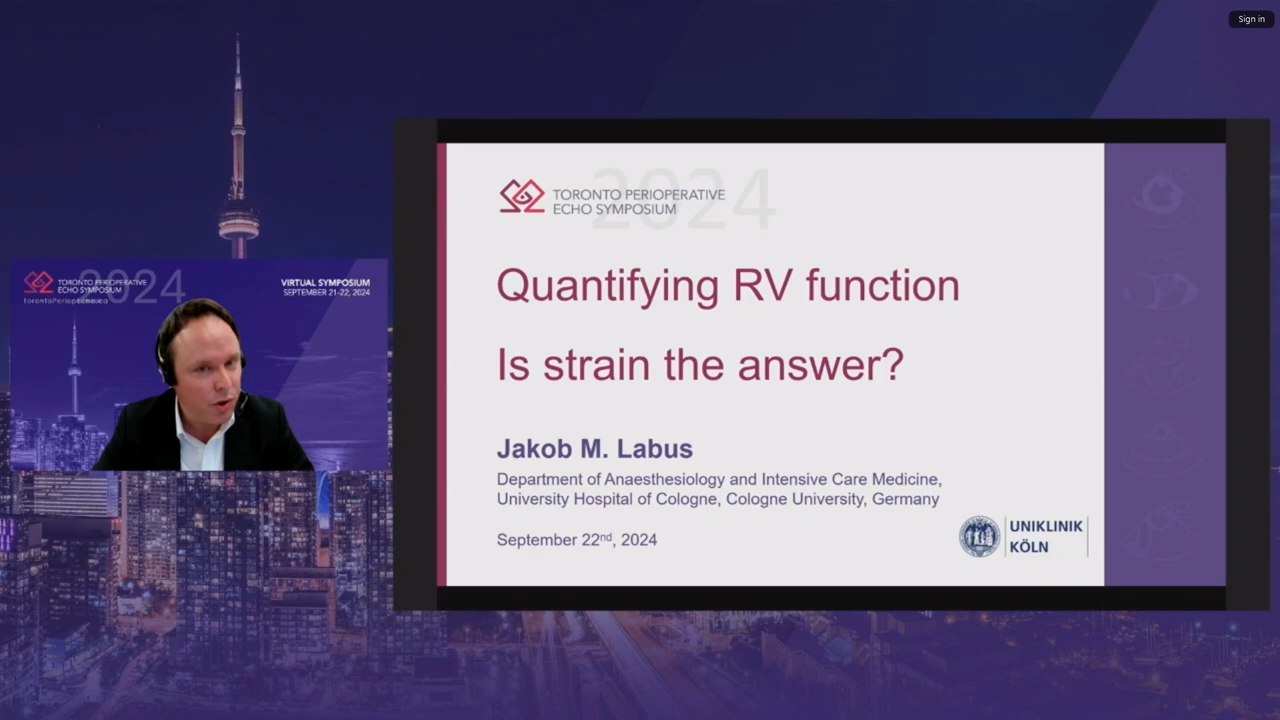 Sign in
2024
TORONTO PERIOPERATIVE
ECHO SYMPOSIUM
TorontoPeriopEcho.ca
VIRTUAL SYMPOSIUM
SEPTEMBER 21-22, 2024
2024
TORONTO PERIOPERATIVE
ECHO SYMPOSIUM
Quantifying RV function
Is strain the answer?
Jakob M. Labus
Department of Anaesthesiology and Intensive Care Medicine,
University Hospital of Cologne, Cologne University, Germany
September 22nd, 2024
UNIKLINIK
KÖLN